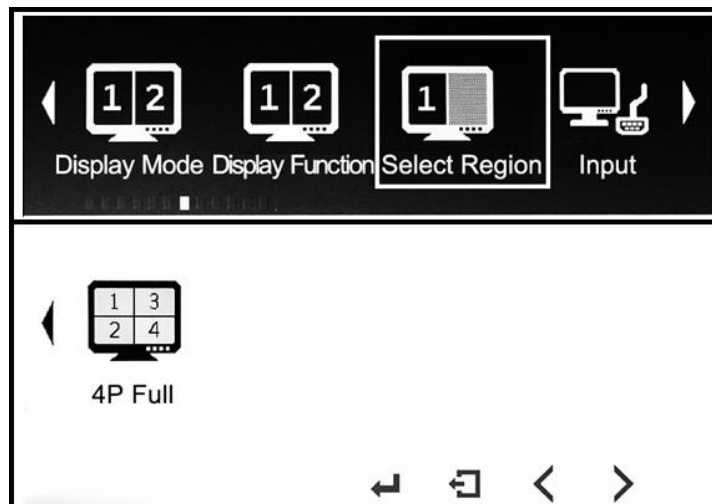 1 2
1 2
1
Display Mode Display Function Select Region Input
1 3
2 4
4P Full